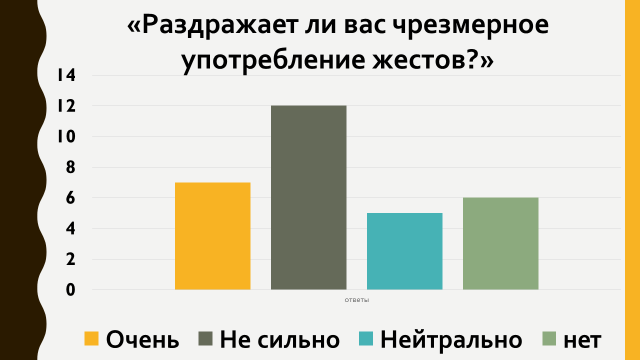 «Раздражает ли вас чрезмерное
употребление жестов?»
14
12
10
8
6
4
2
0
ответы
Очень Не сильно Нейтрально нет